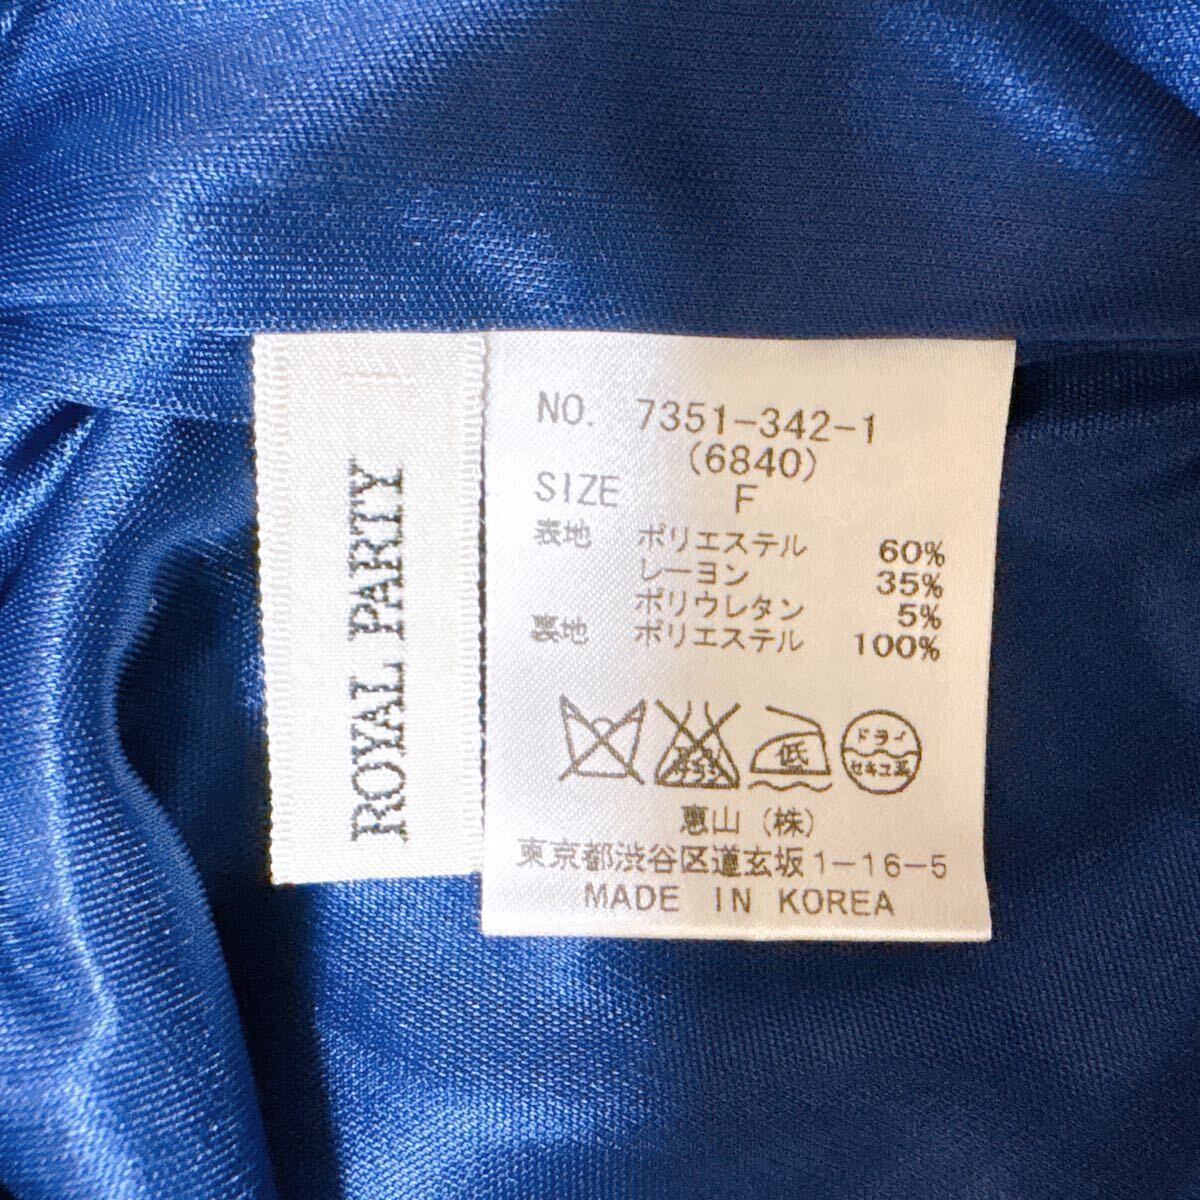 ROYAL PARTY
NO. 7351-342-1
(6840)
SIZE F
表地 ポリエステル 60%
レーヨン 35%
ポリウレタン 5%
裏地 ポリエステル 100%
低
ドライ
セキユ系
恵山(株)
東京都渋谷区道玄坂1-16-5
MADE IN KOREA